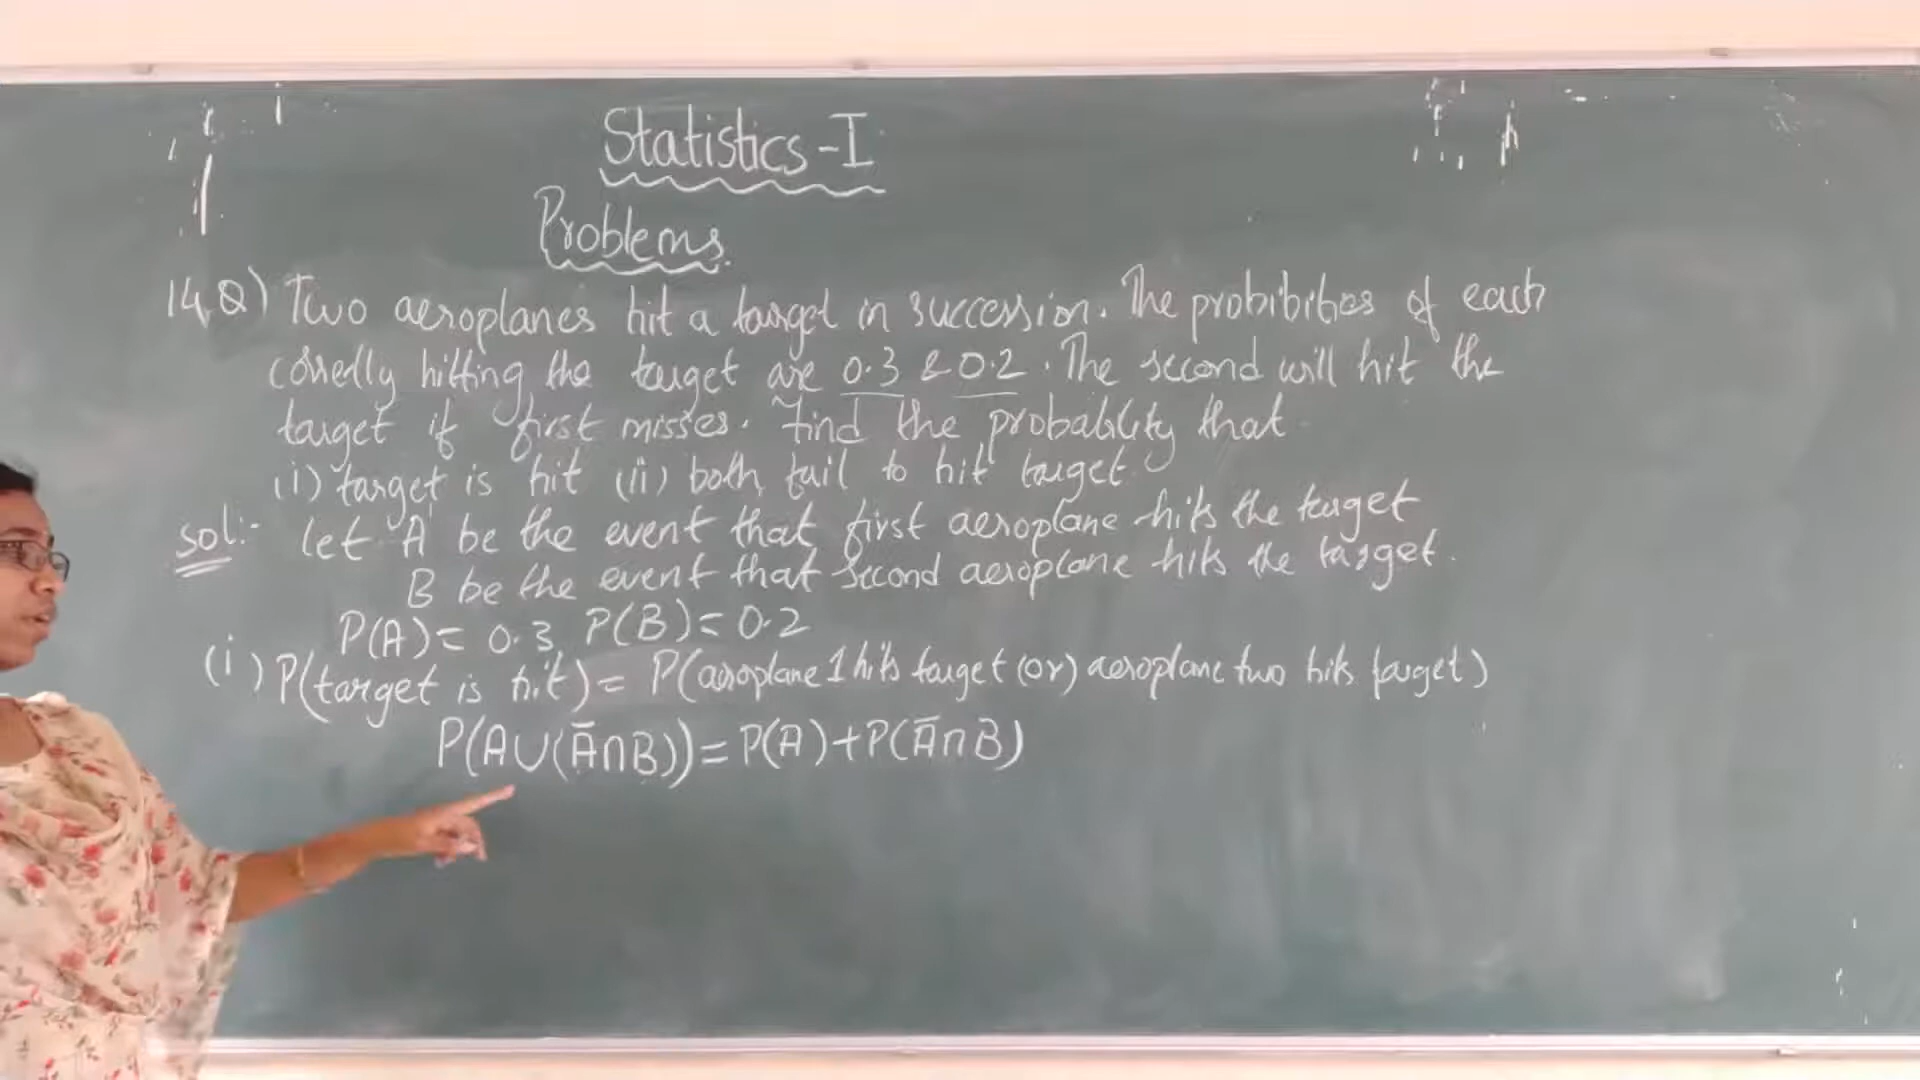 Statistics-I
Problems.
14,Q) Two aeroplanes hit a target in succession. The probibities of each
correctly hitting the target are 0.3 & 0.2. The second will hit the
target if first misses. Find the probability that
(i) target is hit (ii) both fail to hit target.
Sol:- let A be the event that first aeroplane hits the target
B be the event that second aeroplane hits the target.
P(A)= 0.3, P(B)= 0.2
(i) P(target is hit)= P(aeroplane 1 hits target (or) aeroplane two hits target)
P(A∪(Ā∩B))=P(A)+P(Ā∩B)